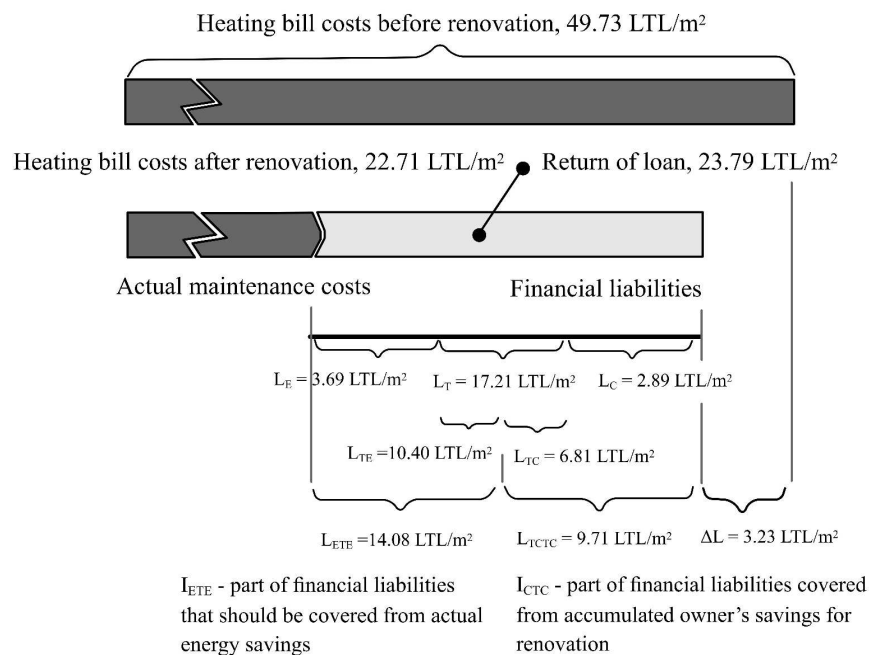 Heating bill costs before renovation, 49.73 LTL/m²
Heating bill costs after renovation, 22.71 LTL/m² Return of loan, 23.79 LTL/m²
Actual maintenance costs Financial liabilities
L_E = 3.69 LTL/m² L_T = 17.21 LTL/m² L_C = 2.89 LTL/m²
L_TE =10.40 LTL/m² L_TC = 6.81 LTL/m²
L_ETE =14.08 LTL/m² L_TCTC = 9.71 LTL/m² ΔL = 3.23 LTL/m²
I_ETE - part of financial liabilities
that should be covered from actual
energy savings
I_CTC - part of financial liabilities covered
from accumulated owner’s savings for
renovation